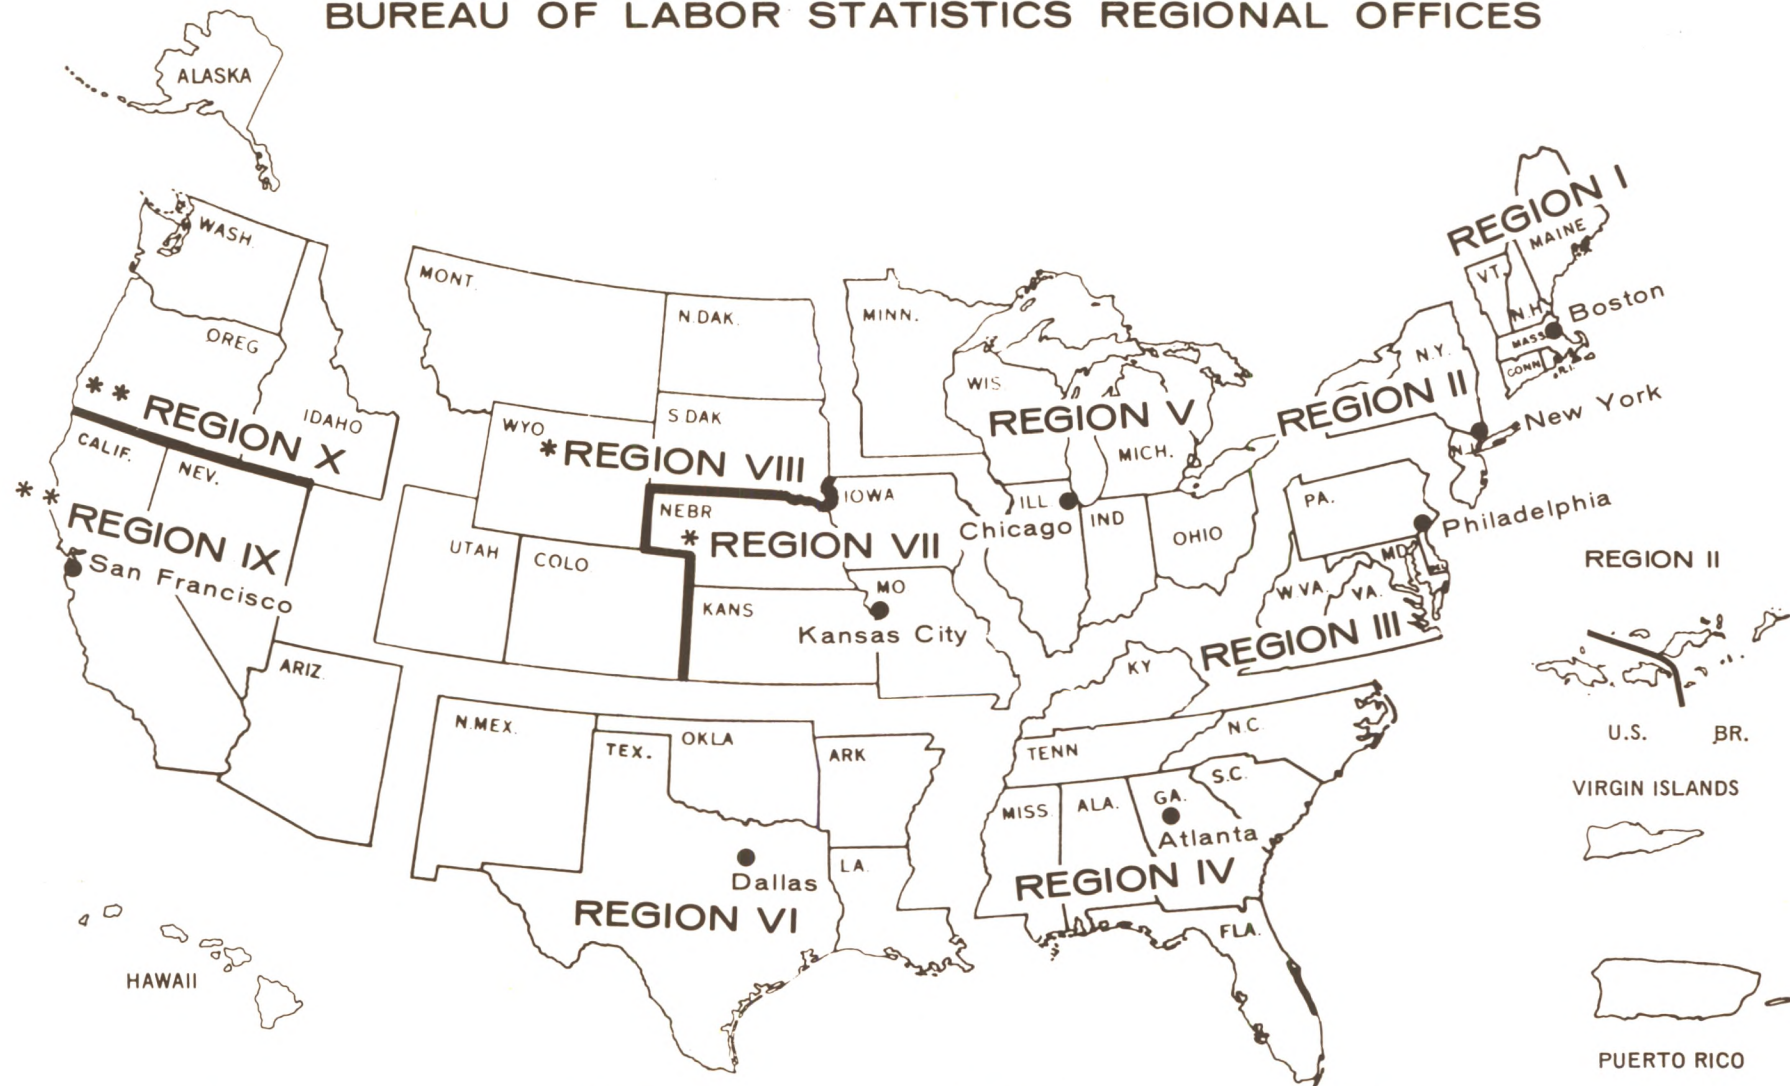 BUREAU OF LABOR STATISTICS REGIONAL OFFICES
ALASKA
WASH.
OREG
IDAHO
** REGION X
CALIF.
NEV.
** REGION IX
San Francisco
ARIZ.
HAWAII
MONT.
N.DAK.
S DAK
WYO
*REGION VIII
UTAH
COLO
NEBR
* REGION VII
IOWA
KANS
MO
Kansas City
N.MEX.
TEX.
OKLA
ARK
LA.
Dallas
REGION VI
MINN.
WIS
REGION V
MICH.
ILL
Chicago
IND
OHIO
KY
TENN
N.C.
S.C.
MISS
ALA.
GA.
Atlanta
REGION IV
FLA.
REGION I
MAINE
VT.
N.H.
Boston
MASS
CONN
R.I.
N.Y.
REGION II
New York
N.J.
PA.
Philadelphia
MD
DEL
W.VA.
VA.
REGION III
REGION II
U.S. BR.
VIRGIN ISLANDS
PUERTO RICO